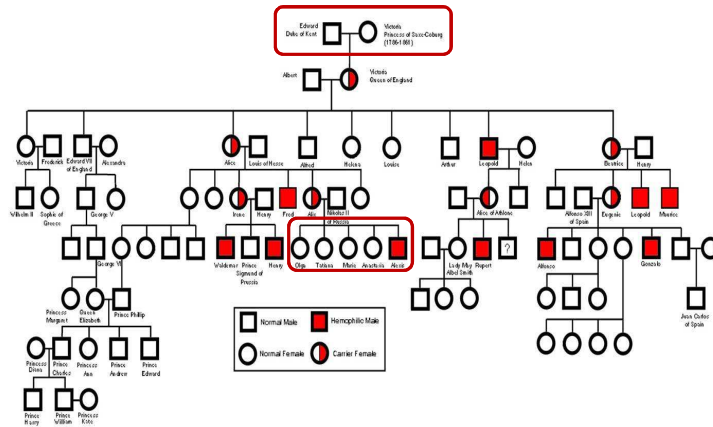 Edward
Duke of Kent
Victoria
Princess of Saxe-Coburg
(1786-1861)
Albert
Victoria
Queen of England
Victoria
Frederick
Edward VII
of England
Alexandra
Alice
Louis of Hesse
Alfred
Helena
Louise
Arthur
Leopold
Helen
Beatrice
Henry
Wilhelm II
Sophie of
Greece
George V
Irene
Henry
Fred
Alix
Nikolas II
of Russia
Alice of Athlone
Alfonso XIII
of Spain
Eugenie
Leopold
Maurice
George VI
Waldemar
Prince
Sigmund of
Prussia
Henry
Olga
Tatiana
Maria
Anastasia
Alexis
Lady May
Abel Smith
Rupert
?
Alfonso
Gonzalo
Juan Carlos
of Spain
Princess
Margaret
Queen
Elizabeth
Prince Phillip
Princess
Diana
Prince
Charles
Princess
Ann
Prince
Andrew
Prince
Edward
Prince
Harry
Prince
William
Princess
Kate
Normal Male
Hemophilic Male
Normal Female
Carrier Female